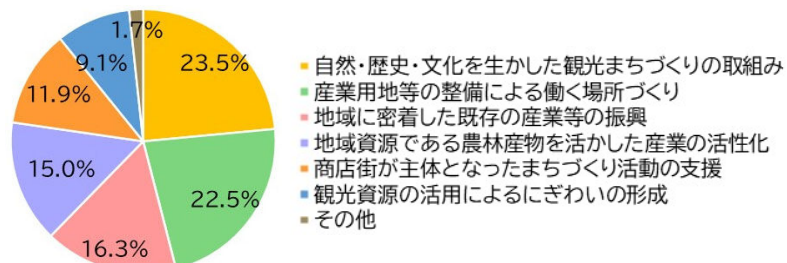 1.7%
9.1%
23.5%
11.9%
15.0%
22.5%
16.3%
自然・歴史・文化を生かした観光まちづくりの取組み
産業用地等の整備による働く場所づくり
地域に密着した既存の産業等の振興
地域資源である農林産物を活かした産業の活性化
商店街が主体となったまちづくり活動の支援
観光資源の活用によるにぎわいの形成
その他